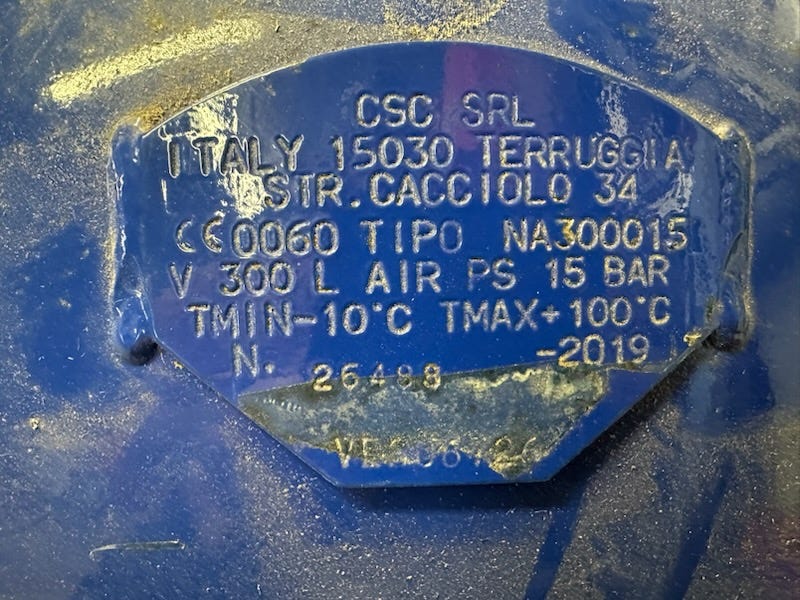 CSC SRL
ITALY 15030 TERRUGGIA
STR. CACCIOLO 34
CE 0060 TIPO NA300015
V 300 L AIR PS 15 BAR
TMIN-10°C TMAX+100°C
N. 26498 -2019